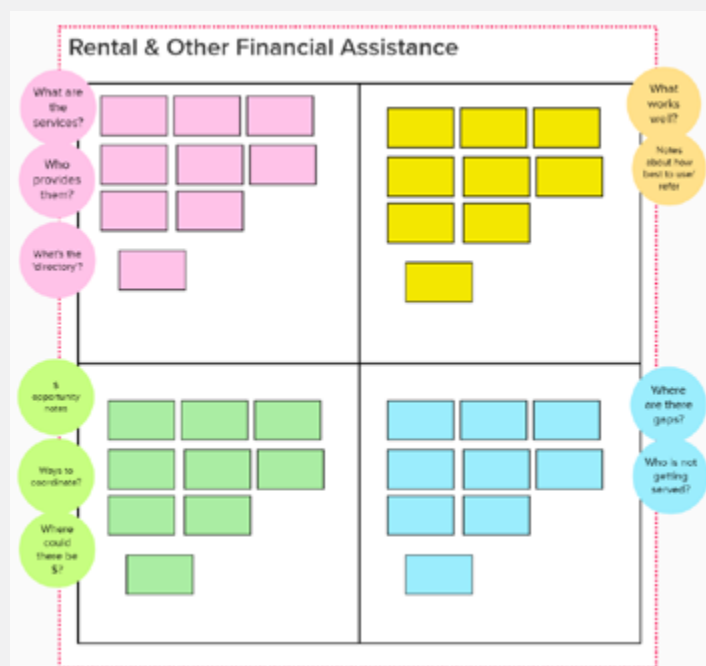 Rental & Other Financial Assistance
What are
the
services?
Who
provides
them?
What's the
'directory'?
What
works
well?
Notes
about how
best to use/
refer
$
opportunity
notes
Ways to
coordinate?
Where
could
there be
$?
Where
are there
gaps?
Who is not
getting
served?